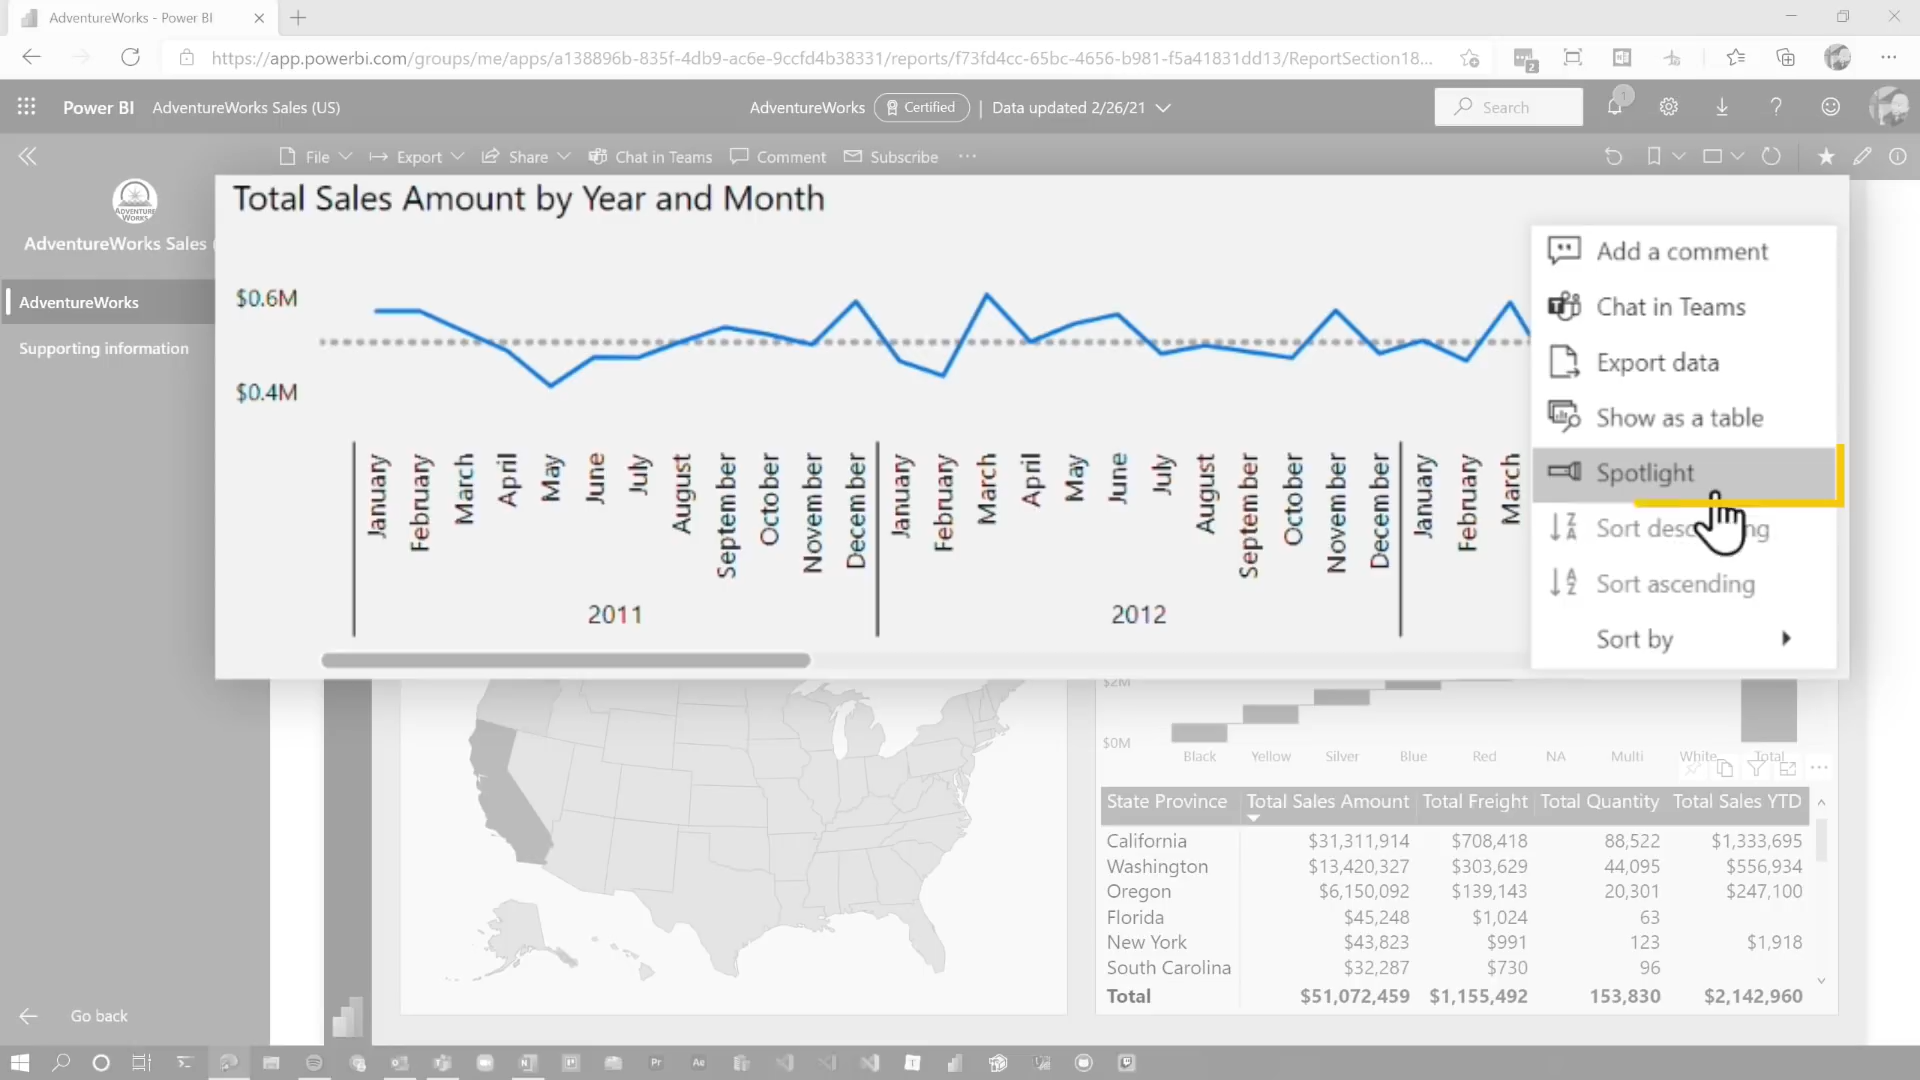 AdventureWorks - Power BI
https://app.powerbi.com/groups/me/apps/a138896b-835f-4db9-ac6e-9ccfd4b38331/reports/f73fd4cc-65bc-4656-b981-f5a41831dd13/ReportSection18...
2
Power BI AdventureWorks Sales (US)
AdventureWorks Certified | Data updated 2/26/21
Search
1
File Export Share Chat in Teams Comment Subscribe ...
ADVENTURE WORKS
AdventureWorks Sales (
AdventureWorks
Supporting information
Go back
Total Sales Amount by Year and Month
$0.6M
$0.4M
January February March April May June July August September October November December January February March April May June July August September October November December January February March
2011 2012
Add a comment
Chat in Teams
Export data
Show as a table
Spotlight
Sort ascending
Sort by
$2M
$0M
Black Yellow Silver Blue Red NA Multi White Total
State Province Total Sales Amount Total Freight Total Quantity Total Sales YTD
California $31,311,914 $708,418 88,522 $1,333,695
Washington $13,420,327 $303,629 44,095 $556,934
Oregon $6,150,092 $139,143 20,301 $247,100
Florida $45,248 $1,024 63
New York $43,823 $991 123 $1,918
South Carolina $32,287 $730 96
Total $51,072,459 $1,155,492 153,830 $2,142,960
Pr
Ae